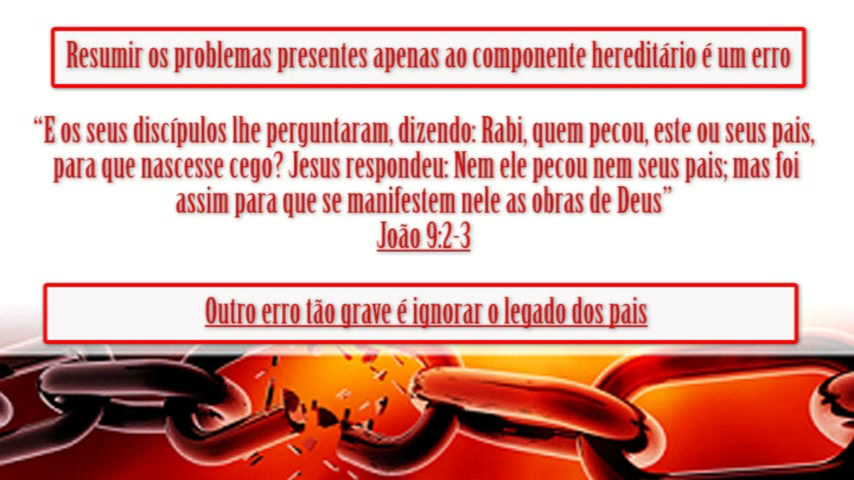 Resumir os problemas presentes apenas ao componente hereditário é um erro
“E os seus discípulos lhe perguntaram, dizendo: Rabi, quem pecou, este ou seus pais,
para que nascesse cego? Jesus respondeu: Nem ele pecou nem seus pais; mas foi
assim para que se manifestem nele as obras de Deus”
João 9:2-3
Outro erro tão grave é ignorar o legado dos pais